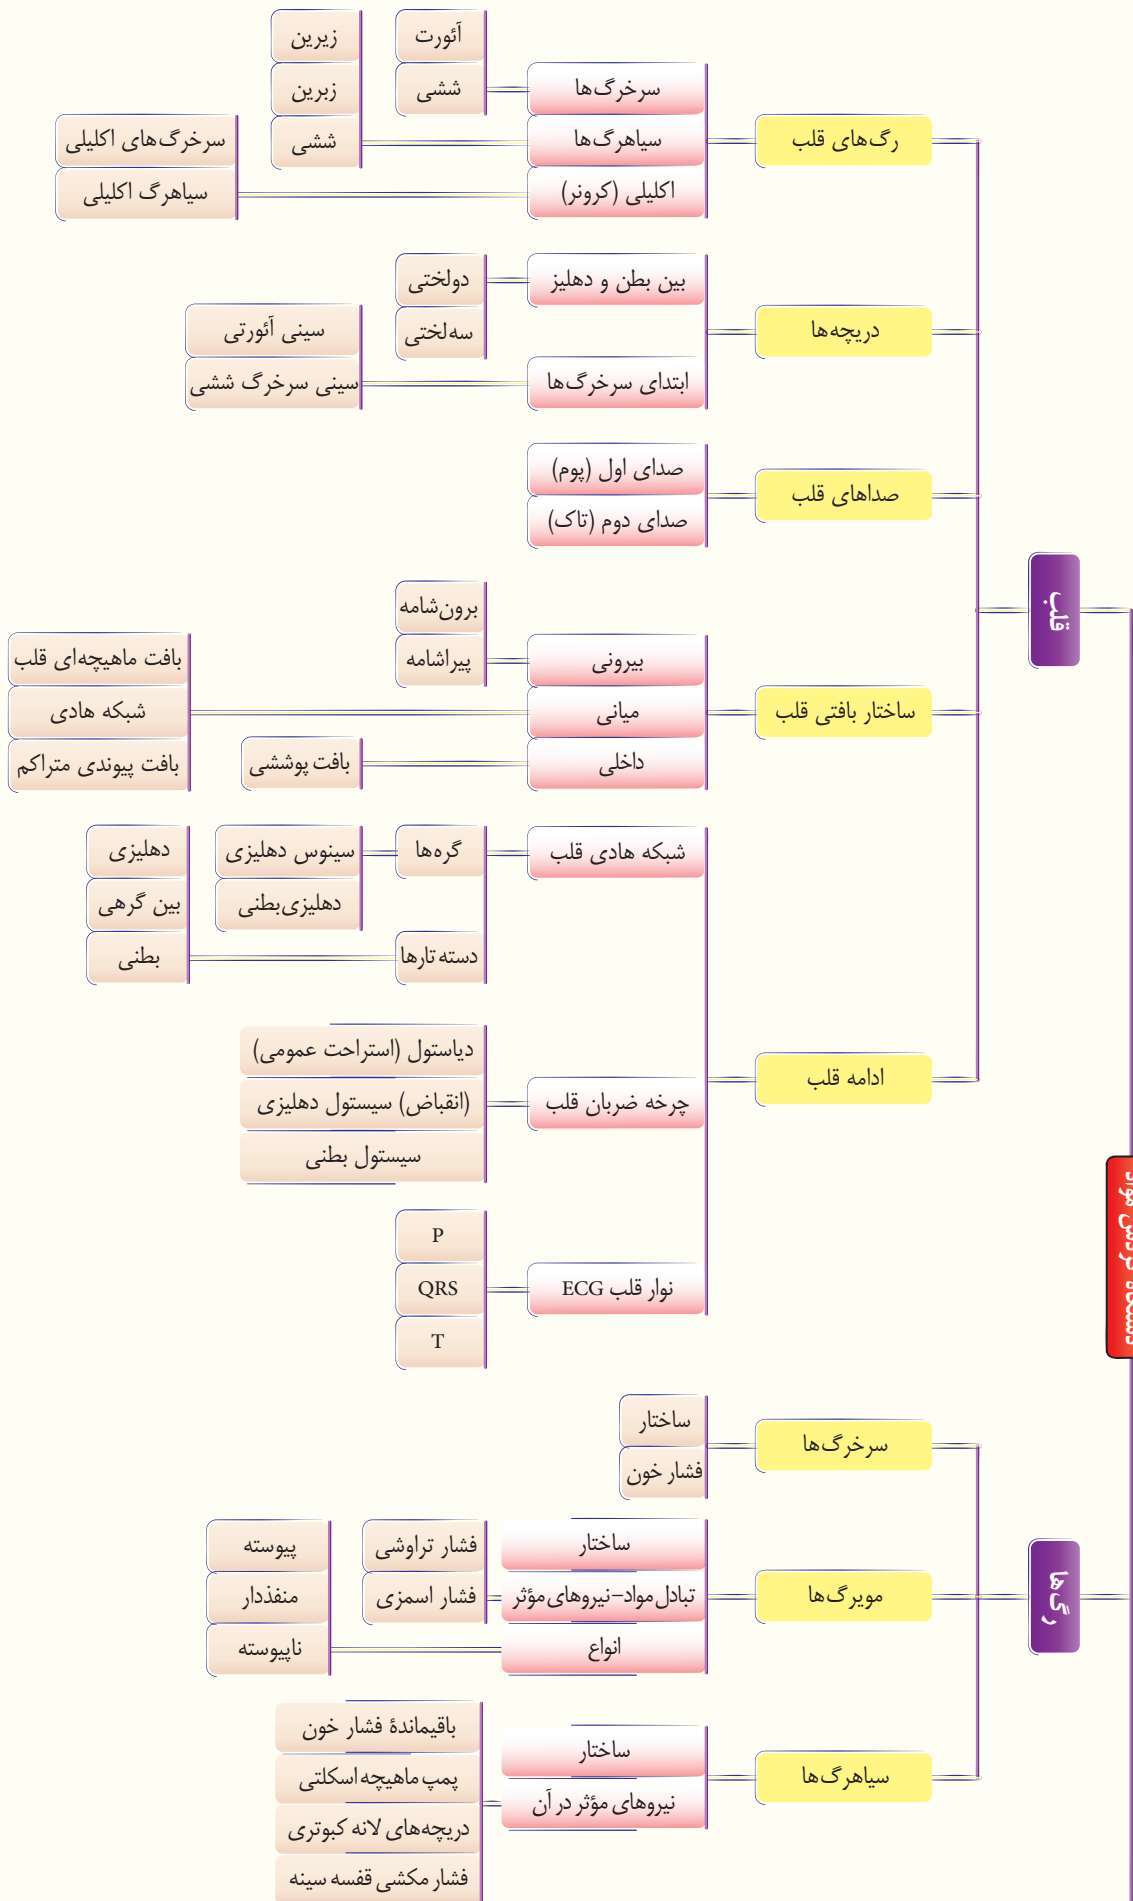 دستگاه گردش مواد
قلب
رگ‌های قلب
سرخرگ‌ها
آئورت
ششی
سیاهرگ‌ها
زیرین
زبرین
ششی
اکلیلی (کرونر)
سرخرگ‌های اکلیلی
سیاهرگ اکلیلی
دریچه‌ها
بین بطن و دهلیز
دولختی
سه‌لختی
ابتدای سرخرگ‌ها
سینی آئورتی
سینی سرخرگ ششی
صداهای قلب
صدای اول (پوم)
صدای دوم (تاک)
ساختار بافتی قلب
بیرونی
برون‌شامه
پیراشامه
میانی
بافت ماهیچه‌ای قلب
شبکه هادی
بافت پیوندی متراکم
داخلی
بافت پوششی
ادامه قلب
شبکه هادی قلب
گره‌ها
سینوس دهلیزی
دهلیزی‌بطنی
دسته تارها
دهلیزی
بین گرهی
بطنی
چرخه ضربان قلب
دیاستول (استراحت عمومی)
(انقباض) سیستول دهلیزی
سیستول بطنی
نوار قلب ECG
P
QRS
T
رگ‌ها
سرخرگ‌ها
ساختار
فشار خون
مویرگ‌ها
ساختار
تبادل مواد–نیروهای مؤثر
فشار تراوشی
فشار اسمزی
انواع
پیوسته
منفذدار
ناپیوسته
سیاهرگ‌ها
ساختار
نیروهای مؤثر در آن
باقیماندۀ فشار خون
پمپ ماهیچه اسکلتی
دریچه‌های لانه کبوتری
فشار مکشی قفسه سینه